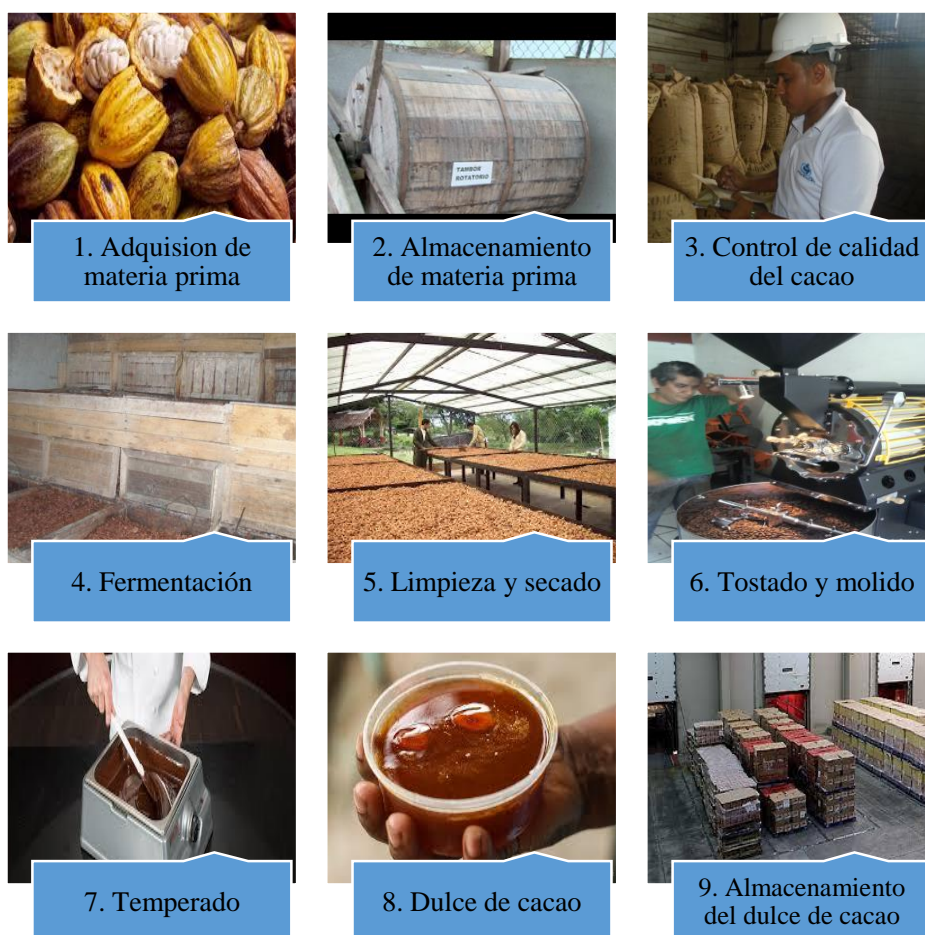 TAMBOR
ROTATORIO
1. Adquision de
materia prima
2. Almacenamiento
de materia prima
3. Control de calidad
del cacao
4. Fermentación
5. Limpieza y secado
6. Tostado y molido
7. Temperado
8. Dulce de cacao
9. Almacenamiento
del dulce de cacao